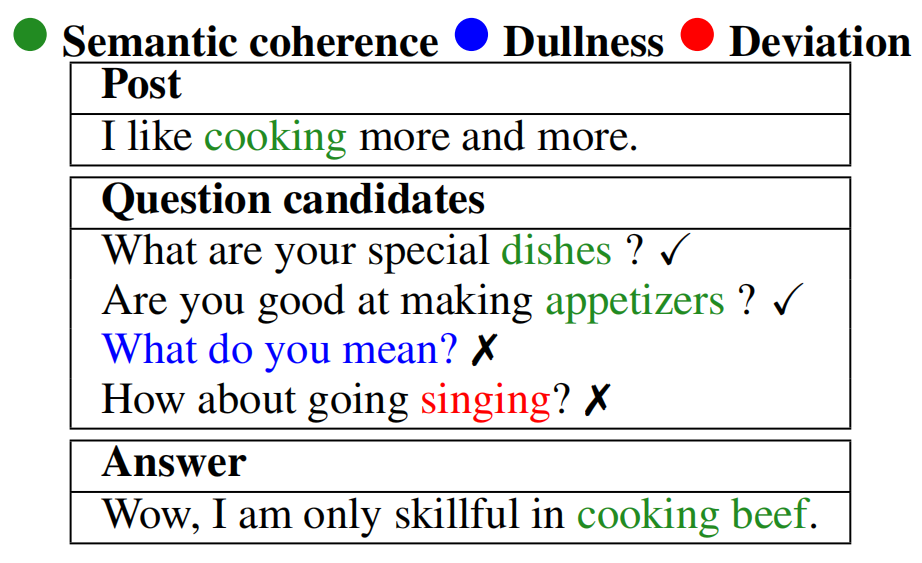 Semantic coherence Dullness Deviation
Post
I like cooking more and more.
Question candidates
What are your special dishes ? ✓
Are you good at making appetizers ? ✓
What do you mean? ✗
How about going singing? ✗
Answer
Wow, I am only skillful in cooking beef.